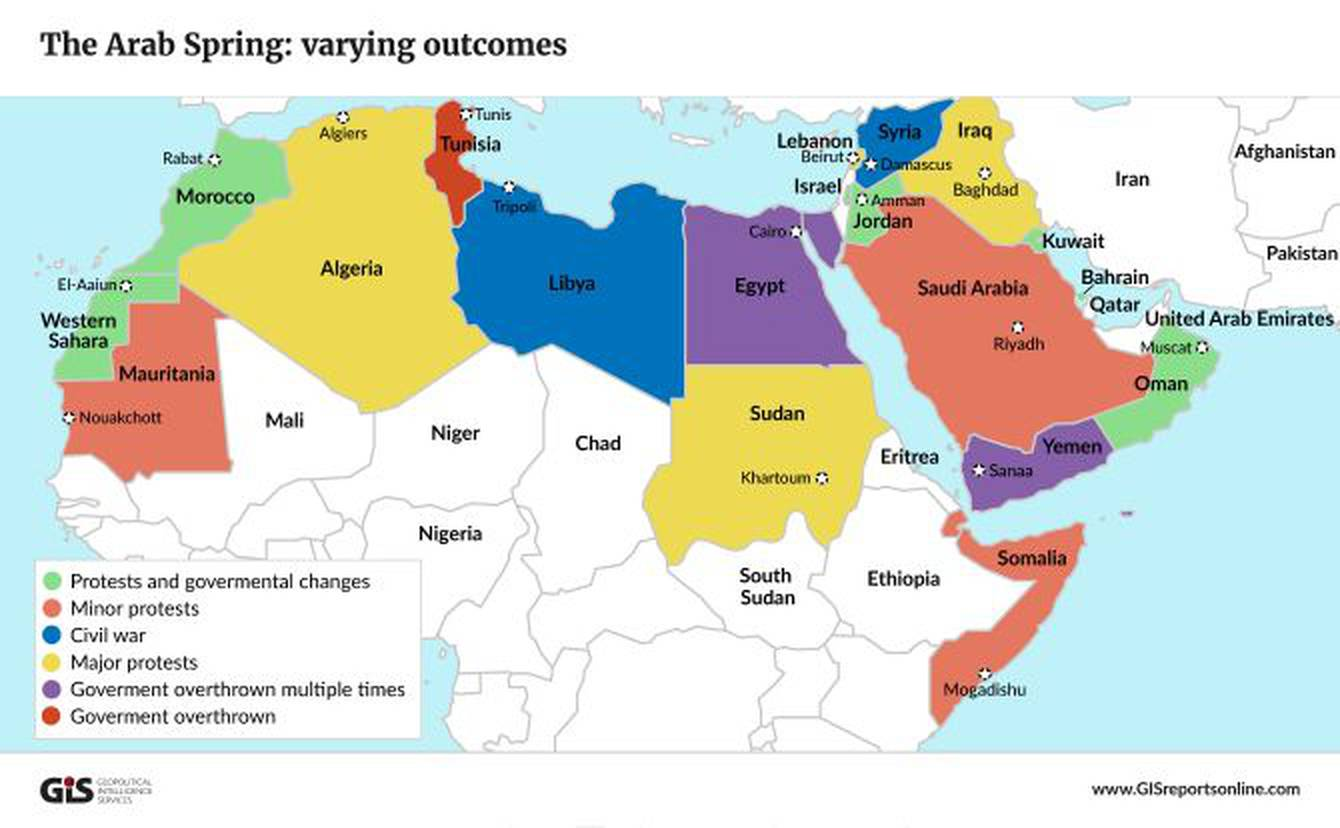 The Arab Spring: varying outcomes
Tunis
Algiers
Tunisia
Rabat
Morocco
Tripoli
Lebanon
Beirut
Syria
Damascus
Iraq
Baghdad
Israel
Amman
Jordan
Iran
Afghanistan
Pakistan
Cairo
Kuwait
El-Aaiun
Algeria
Libya
Egypt
Saudi Arabia
Bahrain
Qatar
United Arab Emirates
Western
Sahara
Riyadh
Muscat
Mauritania
Oman
Nouakchott
Mali
Niger
Chad
Sudan
Khartoum
Eritrea
Yemen
Sanaa
Nigeria
Somalia
South
Sudan
Ethiopia
Mogadishu
Protests and govermental changes
Minor protests
Civil war
Major protests
Goverment overthrown multiple times
Goverment overthrown
GIS
GEOPOLITICAL
INTELLIGENCE
SERVICES
www.GISreportsonline.com